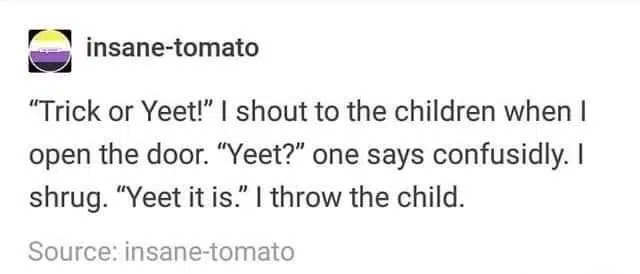 insane-tomato
“Trick or Yeet!” I shout to the children when I
open the door. “Yeet?” one says confusidly. I
shrug. “Yeet it is.” I throw the child.
Source: insane-tomato